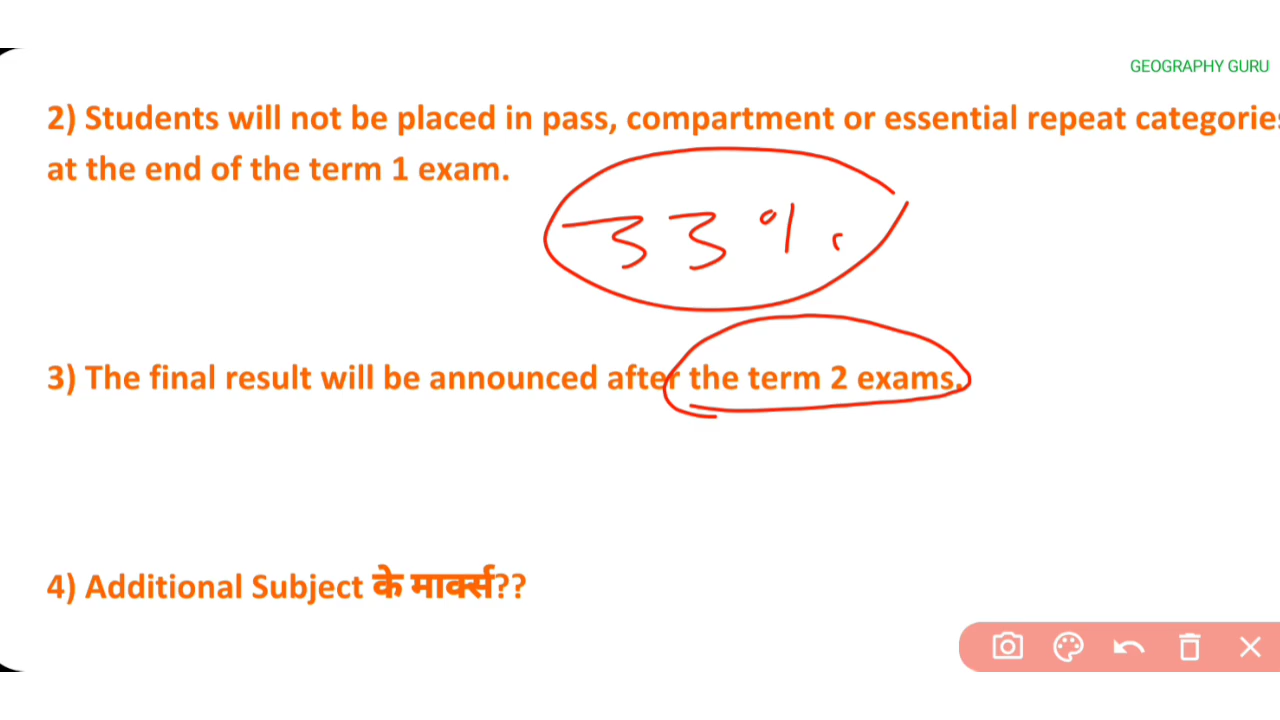 GEOGRAPHY GURU
2) Students will not be placed in pass, compartment or essential repeat categories
at the end of the term 1 exam.
33%
3) The final result will be announced after the term 2 exams.
4) Additional Subject के मार्क्स??